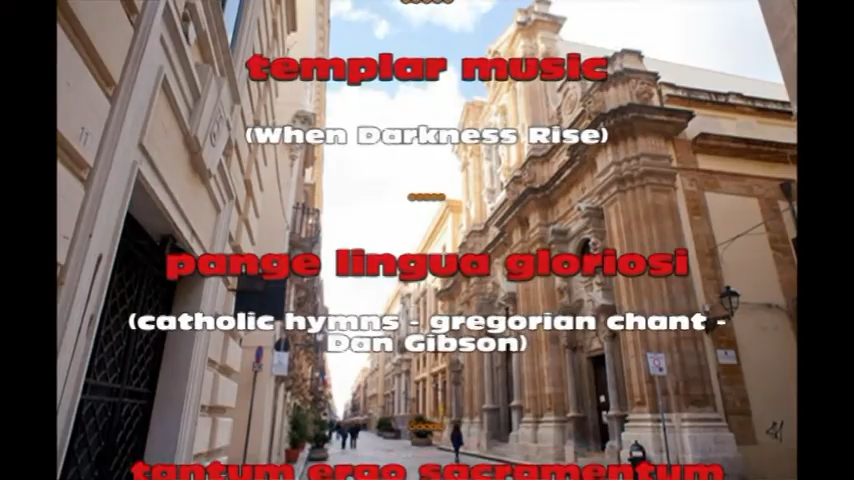 templar music
(When Darkness Rise)
pange lingua gloriosi
(catholic hymns - gregorian chant -
Dan Gibson)
tantum ergo sacramentum